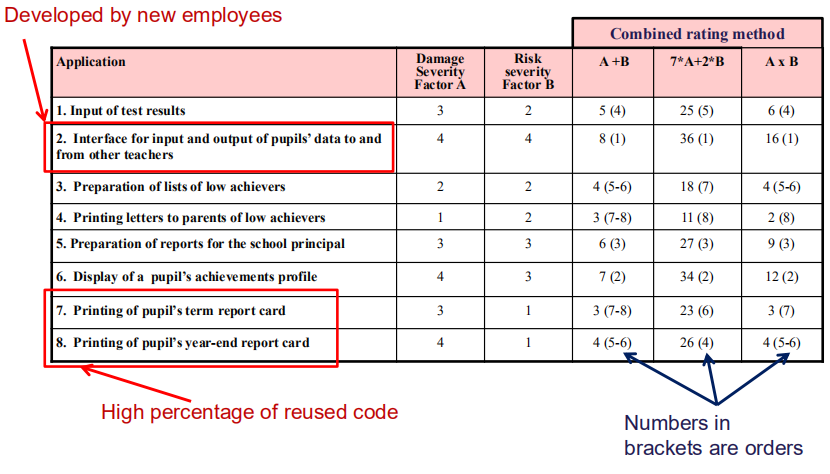 Developed by new employees
Combined rating method
Application
Damage Severity Factor A
Risk severity Factor B
A +B
7*A+2*B
A x B
1. Input of test results 3 2 5 (4) 25 (5) 6 (4)
2. Interface for input and output of pupils' data to and 4 4 8 (1) 36 (1) 16 (1)
from other teachers
3. Preparation of lists of low achievers 2 2 4 (5-6) 18 (7) 4 (5-6)
4. Printing letters to parents of low achievers 1 2 3 (7-8) 11 (8) 2 (8)
5. Preparation of reports for the school principal 3 3 6 (3) 27 (3) 9 (3)
6. Display of a pupil's achievements profile 4 3 7 (2) 34 (2) 12 (2)
7. Printing of pupil's term report card 3 1 3 (7-8) 23 (6) 3 (7)
8. Printing of pupil's year-end report card 4 1 4 (5-6) 26 (4) 4 (5-6)
High percentage of reused code
Numbers in
brackets are orders